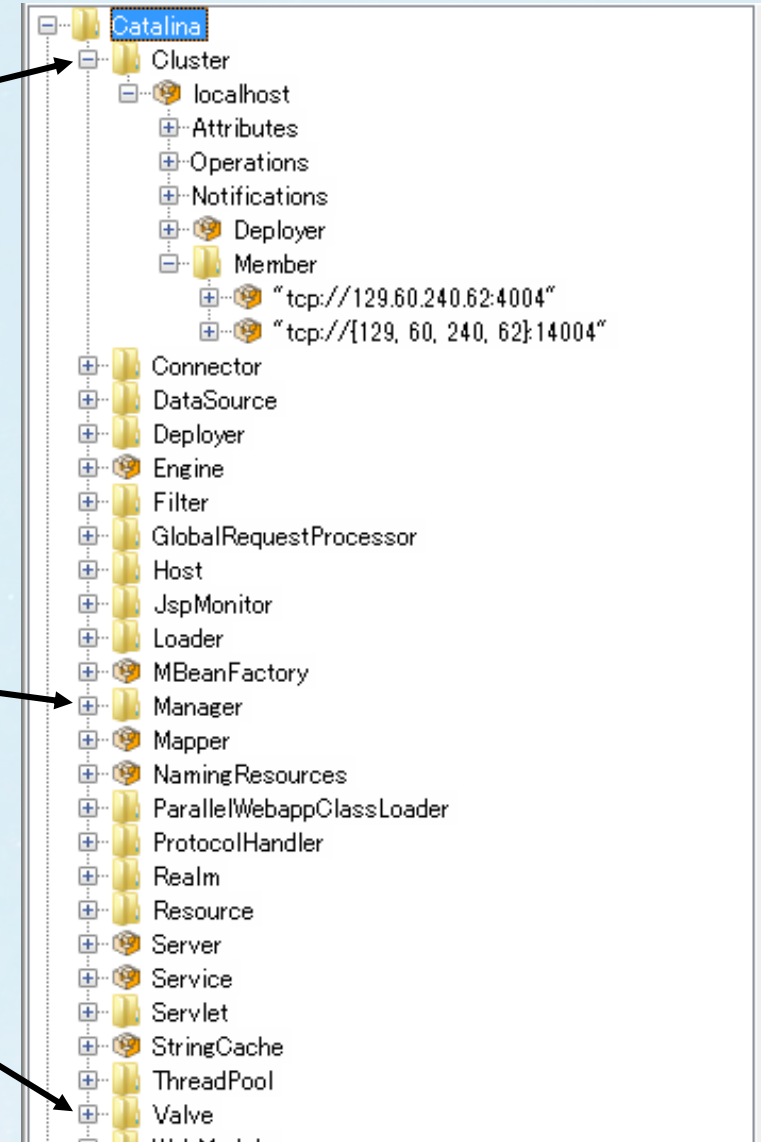 Catalina
Cluster
localhost
Attributes
Operations
Notifications
Deployer
Member
“tcp://129.60.240.62:4004“
“tcp://{129, 60, 240, 62}:14004“
Connector
DataSource
Deployer
Engine
Filter
GlobalRequestProcessor
Host
JspMonitor
Loader
MBeanFactory
Manager
Mapper
NamingResources
ParallelWebappClassLoader
ProtocolHandler
Realm
Resource
Server
Service
Servlet
StringCache
ThreadPool
Valve